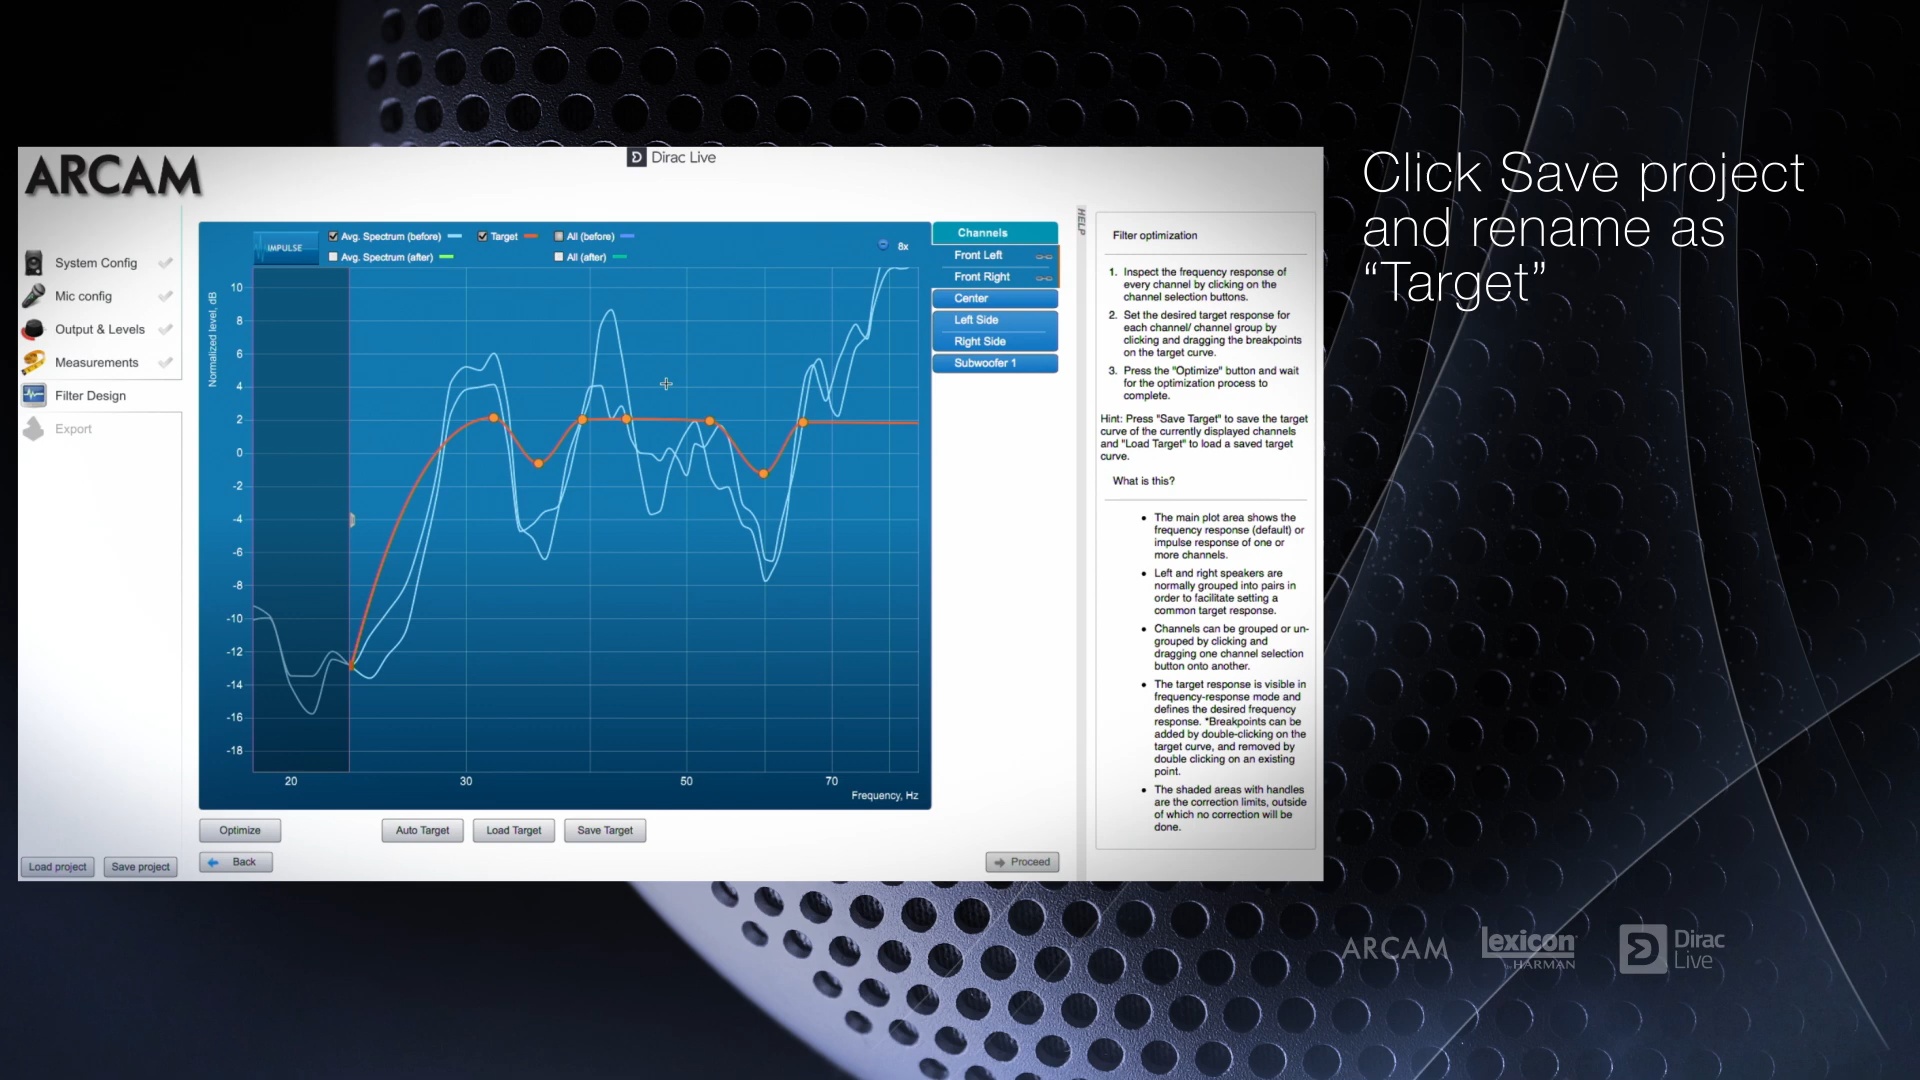 ARCAM
Dirac Live
Click Save project
and rename as
“Target”
System Config
Mic config
Output & Levels
Measurements
Filter Design
Export
IMPULSE
Avg. Spectrum (before)
Target
All (before)
Avg. Spectrum (after)
All (after)
8x
Normalized level, dB
10
8
6
4
2
0
-2
-4
-6
-8
-10
-12
-14
-16
-18
20
30
50
70
Frequency, Hz
Channels
Front Left
Front Right
Center
Left Side
Right Side
Subwoofer 1
HELP
Filter optimization
1. Inspect the frequency response of
every channel by clicking on the
channel selection buttons.
2. Set the desired target response for
each channel/ channel group by
clicking and dragging the breakpoints
on the target curve.
3. Press the "Optimize" button and wait
for the optimization process to
complete.
Hint: Press "Save Target" to save the target
curve of the currently displayed channels
and "Load Target" to load a saved target
curve.
What is this?
• The main plot area shows the
frequency response (default) or
impulse response of one or
more channels.
• Left and right speakers are
normally grouped into pairs in
order to facilitate setting a
common target response.
• Channels can be grouped or un-
grouped by clicking and
dragging one channel selection
button onto another.
• The target response is visible in
frequency-response mode and
defines the desired frequency
response. *Breakpoints can be
added by double-clicking on the
target curve, and removed by
double clicking on an existing
point.
• The shaded areas with handles
are the correction limits, outside
of which no correction will be
done.
Optimize
Auto Target
Load Target
Save Target
Back
Proceed
Load project
Save project
ARCAM
lexicon
HARMAN
Dirac
Live